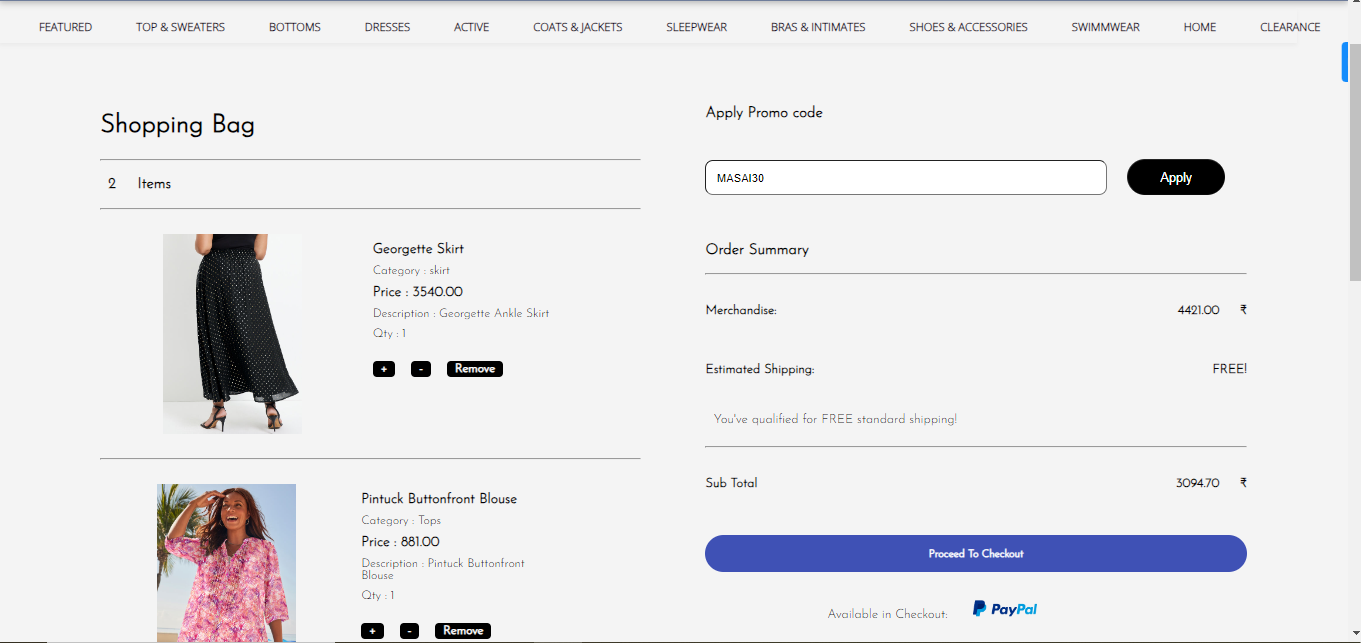 FEATURED TOP & SWEATERS BOTTOMS DRESSES ACTIVE COATS & JACKETS SLEEPWEAR BRAS & INTIMATES SHOES & ACCESSORIES SWIMMWEAR HOME CLEARANCE
Shopping Bag
2 Items
Georgette Skirt
Category : skirt
Price : 3540.00
Description : Georgette Ankle Skirt
Qty : 1
+ - Remove
Pintuck Buttonfront Blouse
Category : Tops
Price : 881.00
Description : Pintuck Buttonfront
Blouse
Qty : 1
+ - Remove
Apply Promo code
MASAI30 Apply
Order Summary
Merchandise: 4421.00 ₹
Estimated Shipping: FREE!
You've qualified for FREE standard shipping!
Sub Total 3094.70 ₹
Proceed To Checkout
Available in Checkout: PayPal